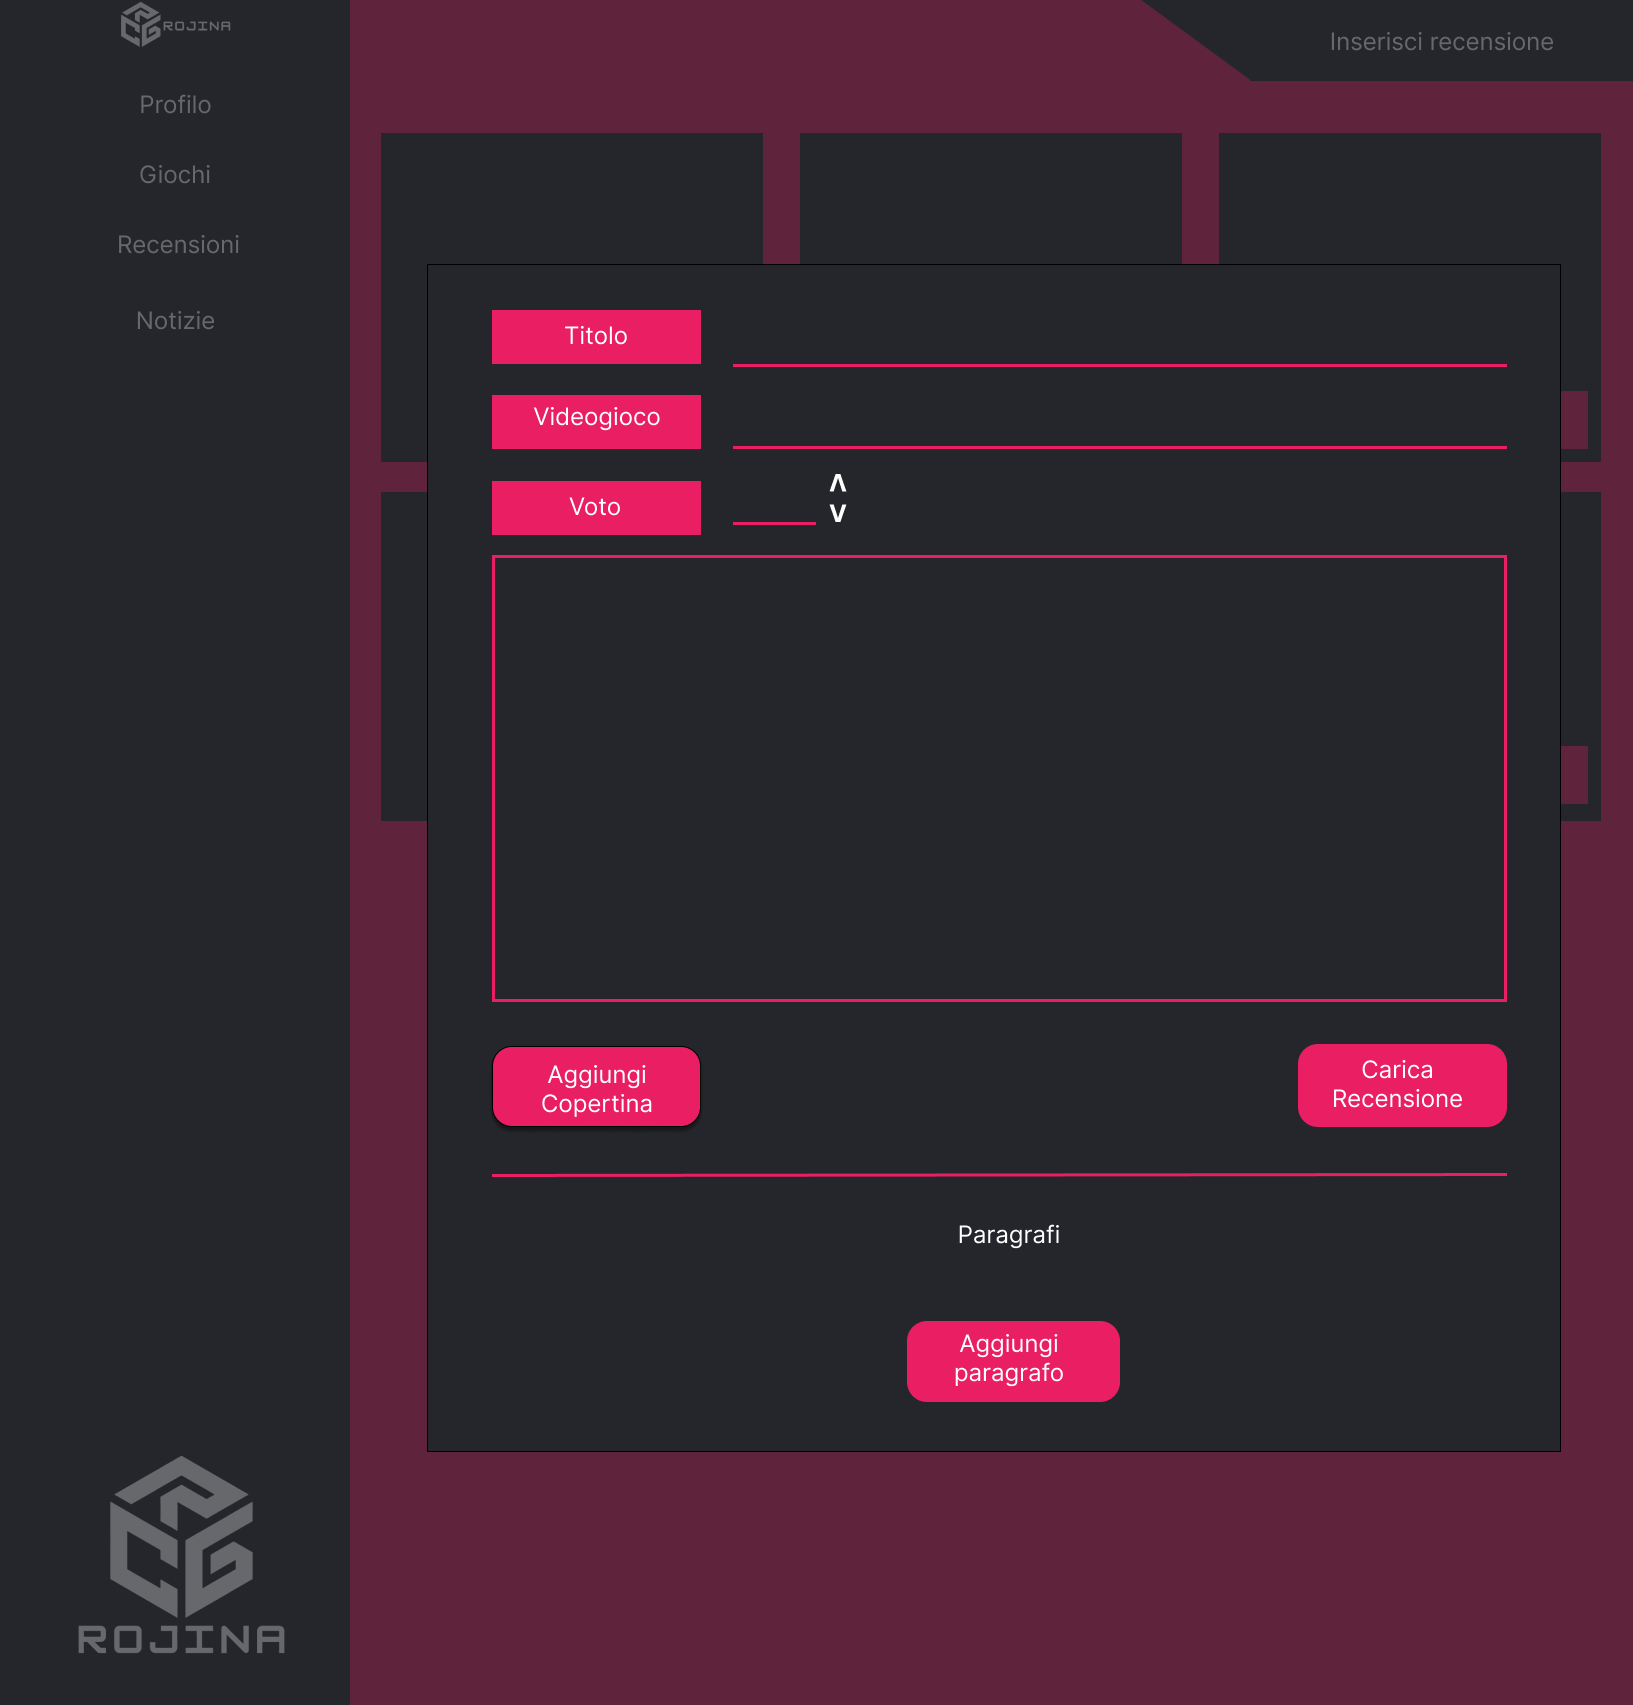 ROJINA
Profilo
Giochi
Recensioni
Notizie
Inserisci recensione
Titolo
Videogioco
Voto
Aggiungi
Copertina
Carica
Recensione
Paragrafi
Aggiungi
paragrafo
ROJINA